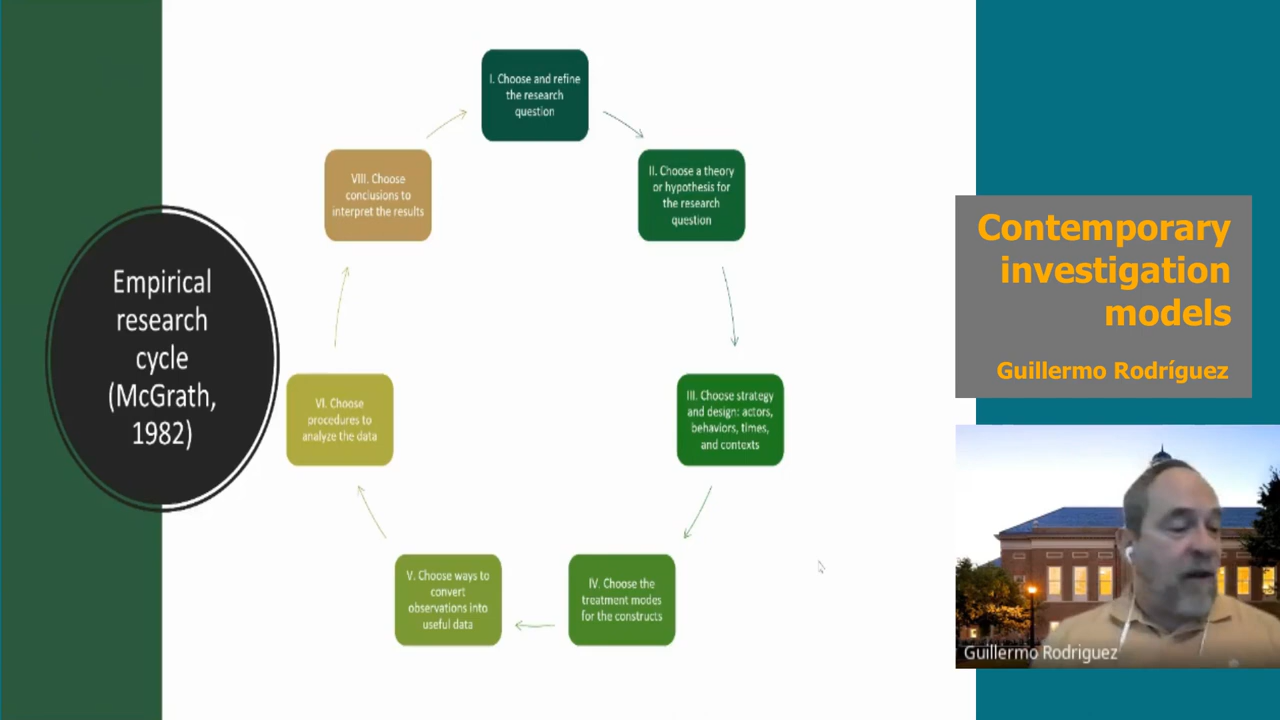 Empirical
research
cycle
(McGrath,
1982)
I. Choose and refine
the research
question
II. Choose a theory
or hypothesis for
the research
question
III. Choose strategy
and design: actors,
behaviors, times,
and contexts
IV. Choose the
treatment modes
for the constructs
V. Choose ways to
convert
observations into
useful data
VI. Choose
procedures to
analyze the data
VIII. Choose
conclusions to
interpret the results
Contemporary
investigation
models
Guillermo Rodríguez
Guillermo Rodriguez